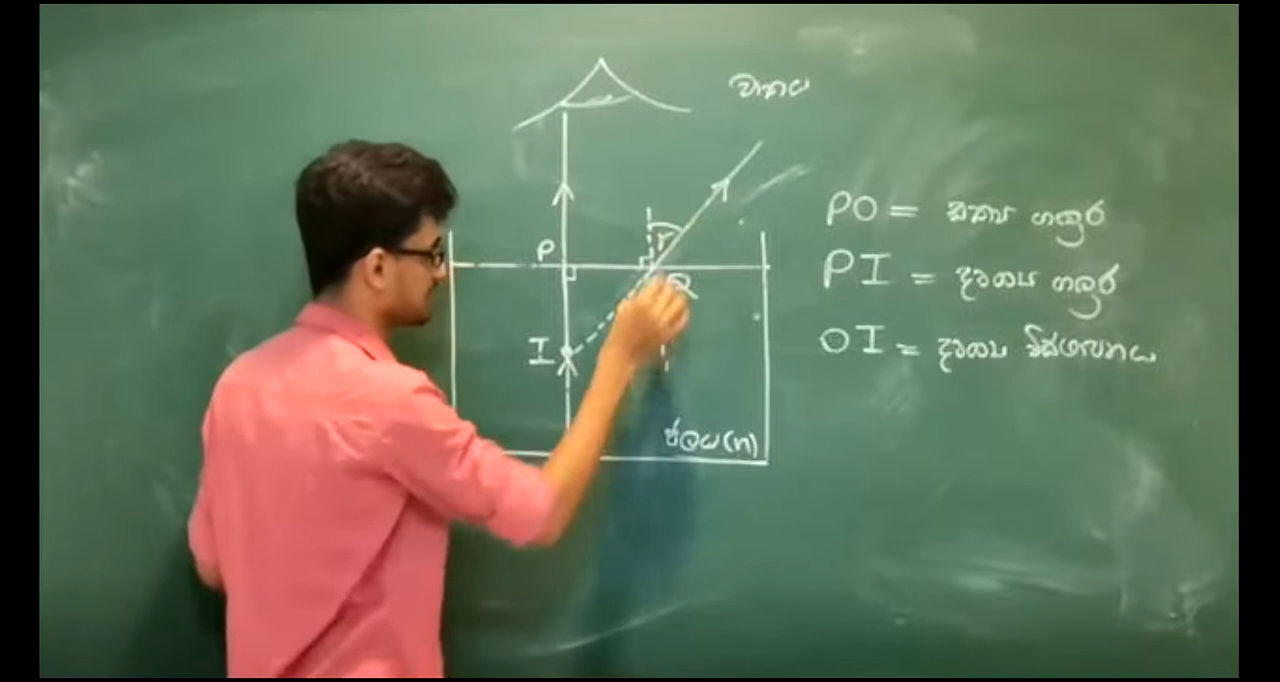 වාතය
r
P
Q
I
ජලය (n)
PO = සත්‍ය ගැඹුර
PI = දෘශ්‍ය ගැඹුර
OI = දෘශ්‍ය විස්ථාපනය